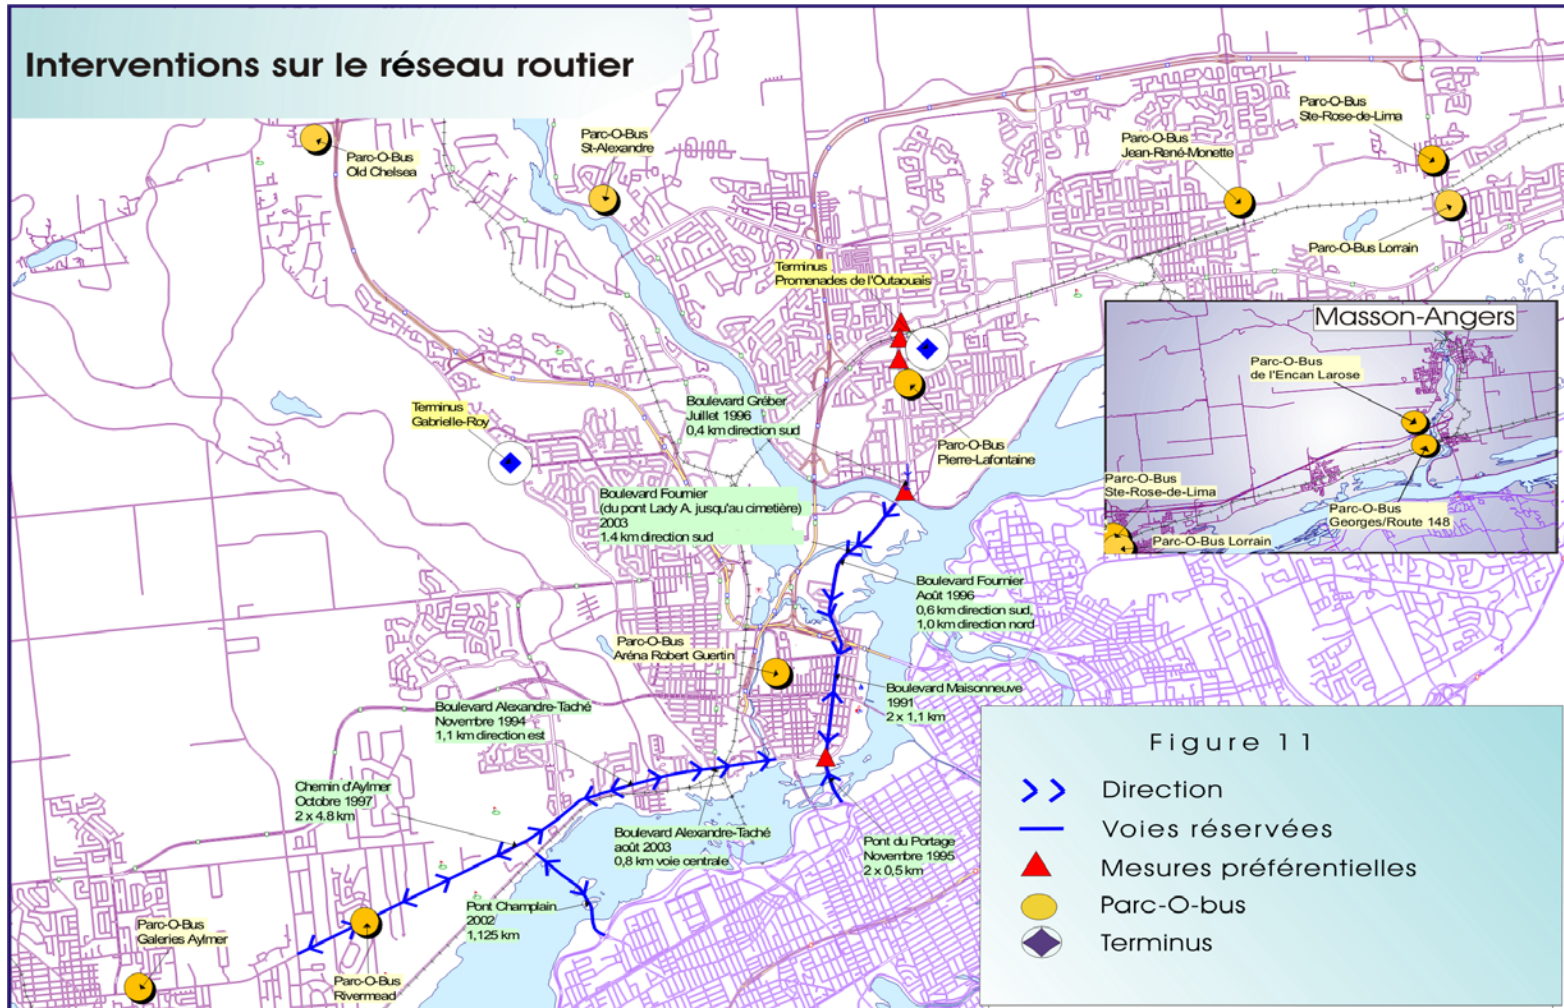 Interventions sur le réseau routier
Parc-O-Bus
Old Chelsea
Parc-O-Bus
St-Alexandre
Parc-O-Bus
Jean-René-Monette
Parc-O-Bus
Ste-Rose-de-Lima
Parc-O-Bus Lorrain
Terminus
Promenades de l'Outaouais
Masson-Angers
Parc-O-Bus
de l'Encan Larose
Parc-O-Bus
Ste-Rose-de-Lima
Parc-O-Bus
Georges/Route 148
Parc-O-Bus Lorrain
Terminus
Gabrielle-Roy
Boulevard Gréber
Juillet 1996
0,4 km direction sud
Parc-O-Bus
Pierre-Lafontaine
Boulevard Fournier
(du pont Lady A. jusqu'au cimetière)
2003
1.4 km direction sud
Boulevard Fournier
Août 1996
0,6 km direction sud,
1,0 km direction nord
Parc-O-Bus
Aréna Robert Guertin
Boulevard Maisonneuve
1991
2 x 1,1 km
Boulevard Alexandre-Taché
Novembre 1994
1,1 km direction est
Chemin d'Aylmer
Octobre 1997
2 x 4.8 km
Boulevard Alexandre-Taché
août 2003
0,8 km voie centrale
Pont du Portage
Novembre 1995
2 x 0,5 km
Pont Champlain
2002
1,125 km
Parc-O-Bus
Galeries Aylmer
Parc-O-Bus
Rivermead
Figure 11
Direction
Voies réservées
Mesures préférentielles
Parc-O-bus
Terminus